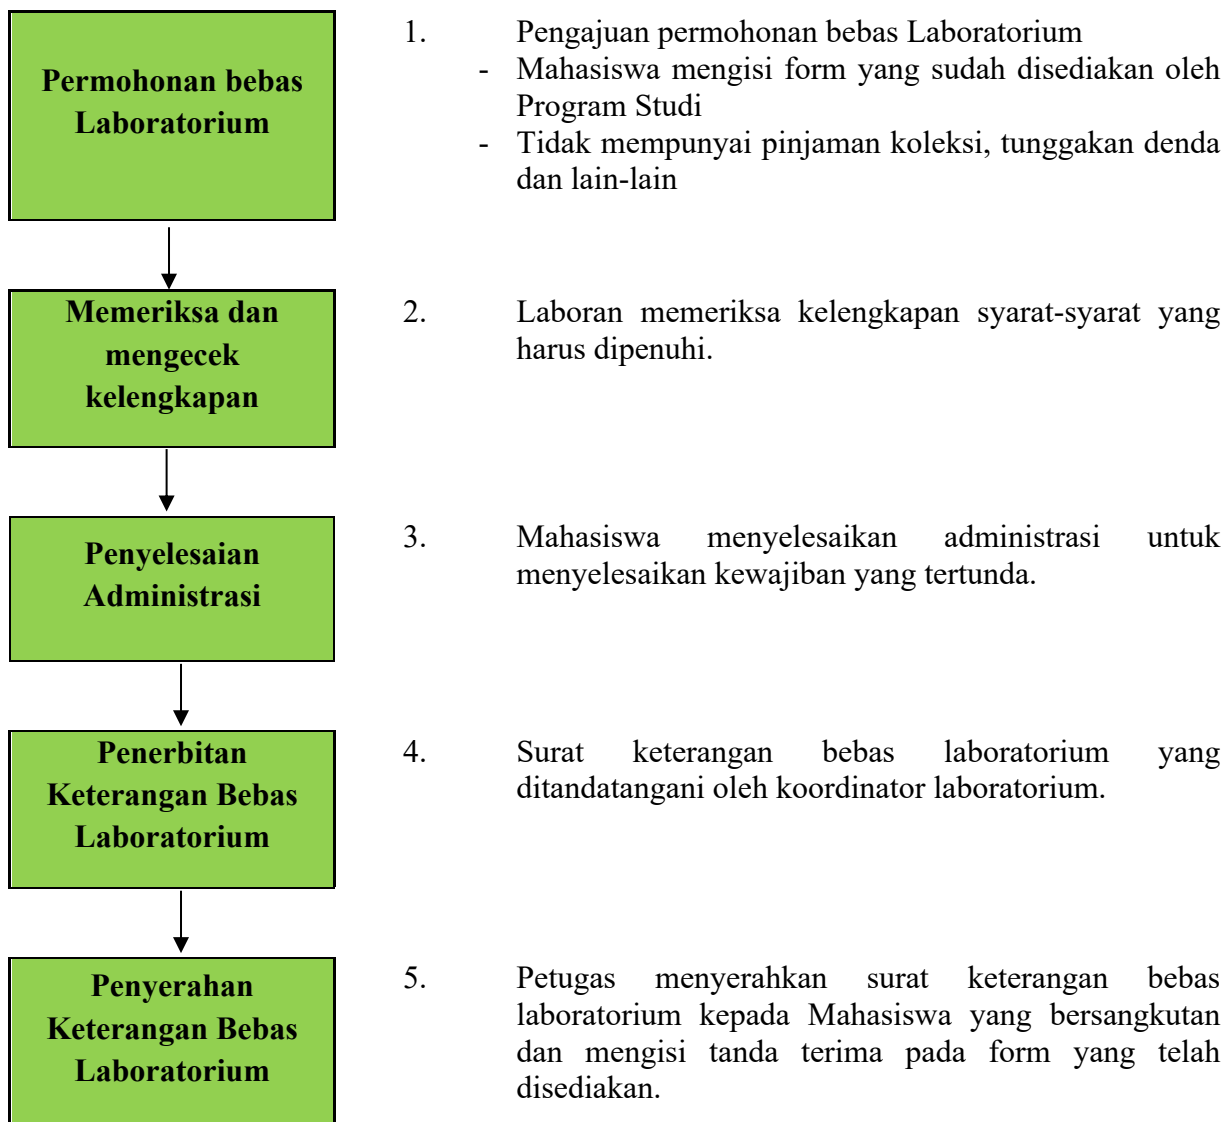 Permohonan bebas
Laboratorium
1. Pengajuan permohonan bebas Laboratorium
- Mahasiswa mengisi form yang sudah disediakan oleh
Program Studi
- Tidak mempunyai pinjaman koleksi, tunggakan denda
dan lain-lain
Memeriksa dan
mengecek
kelengkapan
2. Laboran memeriksa kelengkapan syarat-syarat yang
harus dipenuhi.
Penyelesaian
Administrasi
3. Mahasiswa menyelesaikan administrasi untuk
menyelesaikan kewajiban yang tertunda.
Penerbitan
Keterangan Bebas
Laboratorium
4. Surat keterangan bebas laboratorium yang
ditandatangani oleh koordinator laboratorium.
Penyerahan
Keterangan Bebas
Laboratorium
5. Petugas menyerahkan surat keterangan bebas
laboratorium kepada Mahasiswa yang bersangkutan
dan mengisi tanda terima pada form yang telah
disediakan.